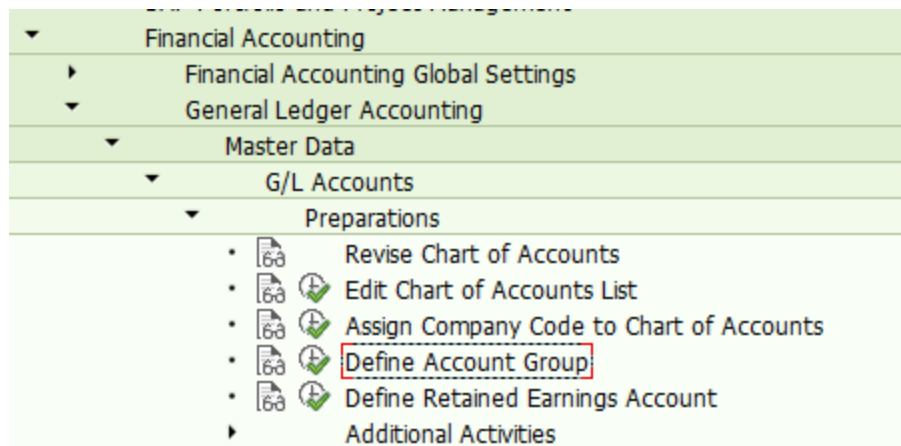 Financial Accounting
Financial Accounting Global Settings
General Ledger Accounting
Master Data
G/L Accounts
Preparations
Revise Chart of Accounts
Edit Chart of Accounts List
Assign Company Code to Chart of Accounts
Define Account Group
Define Retained Earnings Account
Additional Activities